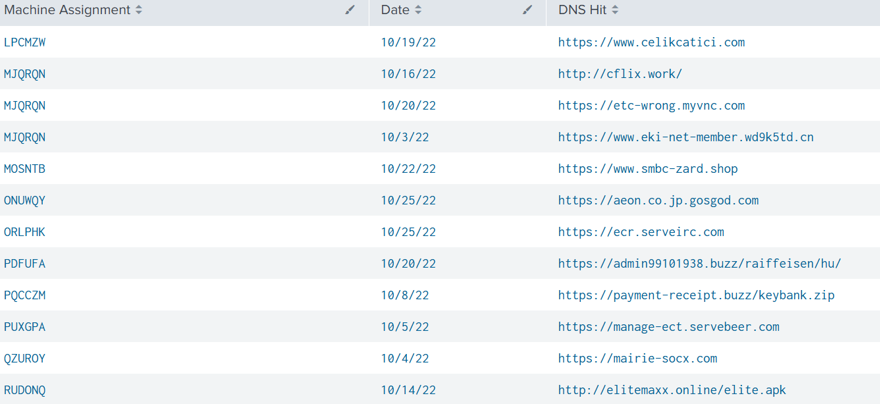 Machine Assignment Date DNS Hit
LPCMZW 10/19/22 https://www.celikcatici.com
MJQRQN 10/16/22 http://cflix.work/
MJQRQN 10/20/22 https://etc-wrong.myvnc.com
MJQRQN 10/3/22 https://www.eki-net-member.wd9k5td.cn
MOSNTB 10/22/22 https://www.smbc-zard.shop
ONUWQY 10/25/22 https://aeon.co.jp.gosgod.com
ORLPHK 10/25/22 https://ecr.serveirc.com
PDFUFA 10/20/22 https://admin99101938.buzz/raiffeisen/hu/
PQCCZM 10/8/22 https://payment-receipt.buzz/keybank.zip
PUXGPA 10/5/22 https://manage-ect.servebeer.com
QZUROY 10/4/22 https://mairie-socx.com
RUDONQ 10/14/22 http://elitemaxx.online/elite.apk